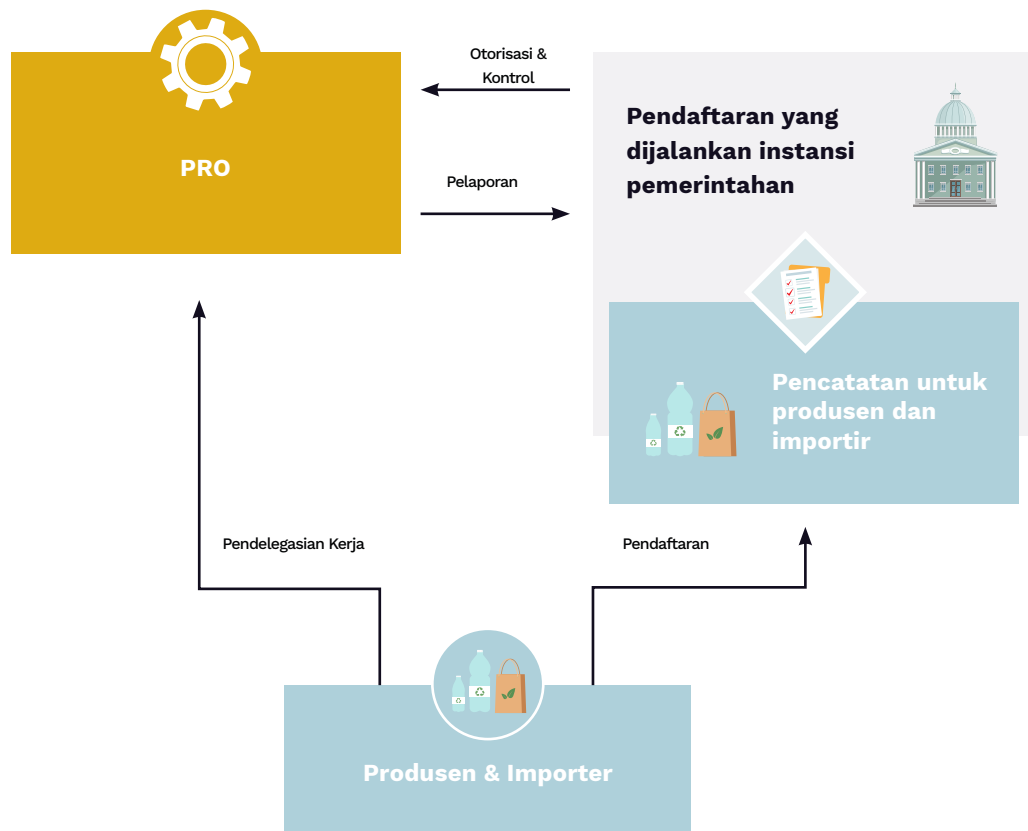 Otorisasi &
Kontrol
PRO
Pelaporan
Pendaftaran yang
dijalankan instansi
pemerintahan
Pencatatan untuk
produsen dan
importir
Pendelegasian Kerja
Pendaftaran
Produsen & Importer